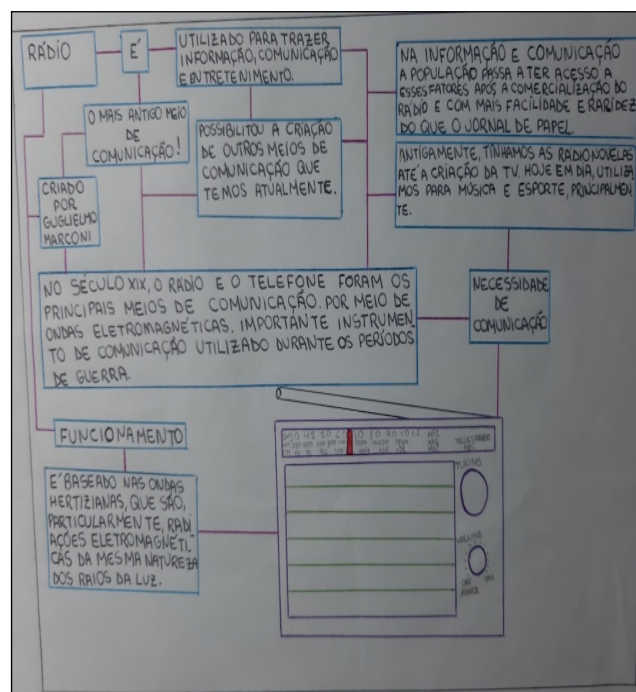 RÁDIO
É
UTILIZADO PARA TRAZER
INFORMAÇÃO, COMUNICAÇÃO
E ENTRETENIMENTO.
NA INFORMAÇÃO E COMUNICAÇÃO
A POPULAÇÃO PASSA A TER ACESSO A
ESSES FATORES APÓS A COMERCIALIZAÇÃO DO
RÁDIO E COM MAIS FACILIDADE E RAPIDEZ
DO QUE O JORNAL DE PAPEL.
O MAIS ANTIGO MEIO
DE
COMUNICAÇÃO!
POSSIBILITOU A CRIAÇÃO
DE OUTROS MEIOS DE
COMUNICAÇÃO QUE
TEMOS ATUALMENTE.
ANTIGAMENTE, TÍNHAMOS AS RADIONOVELAS
ATÉ A CRIAÇÃO DA TV. HOJE EM DIA, UTILIZA
MOS PARA MÚSICA E ESPORTE, PRINCIPALMEN
TE.
CRIADO
POR
GUGLIELMO
MARCONI
NO SÉCULO XIX, O RÁDIO E O TELEFONE FORAM OS
PRINCIPAIS MEIOS DE COMUNICAÇÃO. POR MEIO DE
ONDAS ELETROMAGNÉTICAS. IMPORTANTE INSTRUMEN-
TO DE COMUNICAÇÃO UTILIZADO DURANTE OS PERÍODOS
DE GUERRA.
NECESSIDADE
DE
COMUNICAÇÃO
FUNCIONAMENTO
É BASEADO NAS ONDAS
HERTIZIANAS, QUE SÃO,
PARTICULARMENTE, RADI-
AÇÕES ELETROMAGNÉTI-
CAS DA MESMA NATUREZA
DOS RAIOS DA LUZ.
TUNING
VOLUME
OFF
MAX
POWER